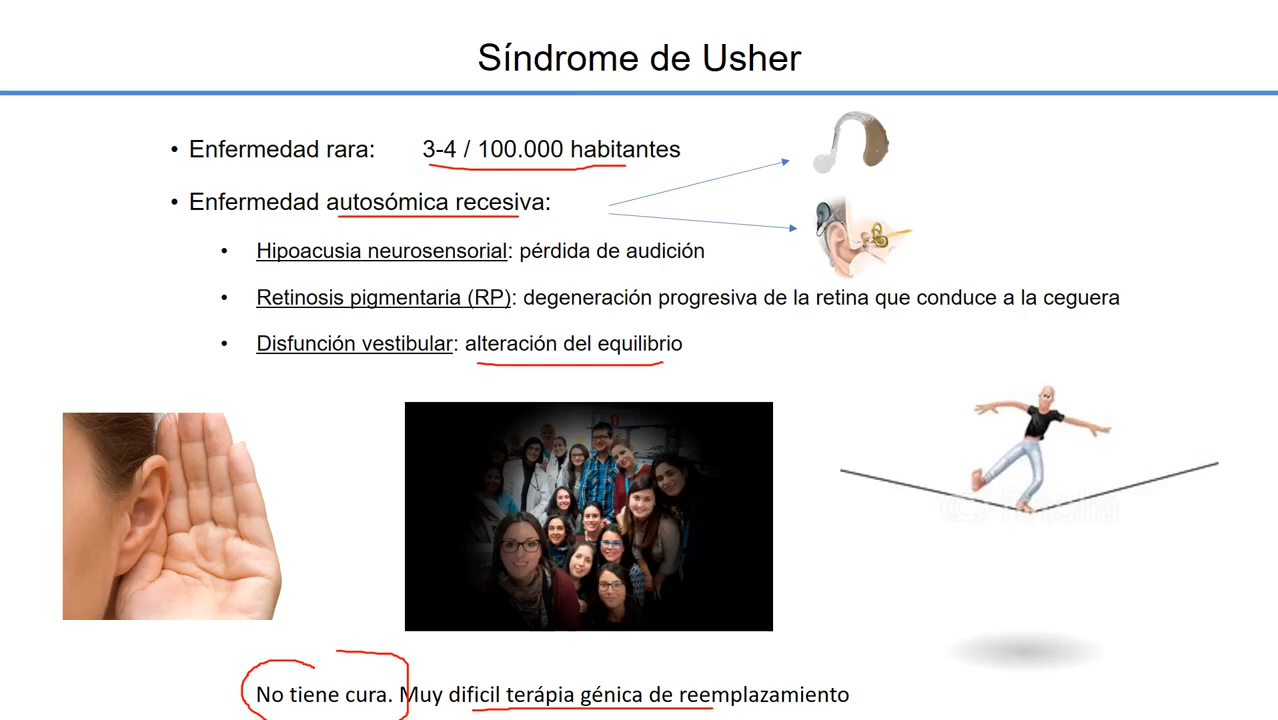 Síndrome de Usher
• Enfermedad rara: 3-4 / 100.000 habitantes
• Enfermedad autosómica recesiva:
• Hipoacusia neurosensorial: pérdida de audición
• Retinosis pigmentaria (RP): degeneración progresiva de la retina que conduce a la ceguera
• Disfunción vestibular: alteración del equilibrio
No tiene cura. Muy dificil terápia génica de reemplazamiento